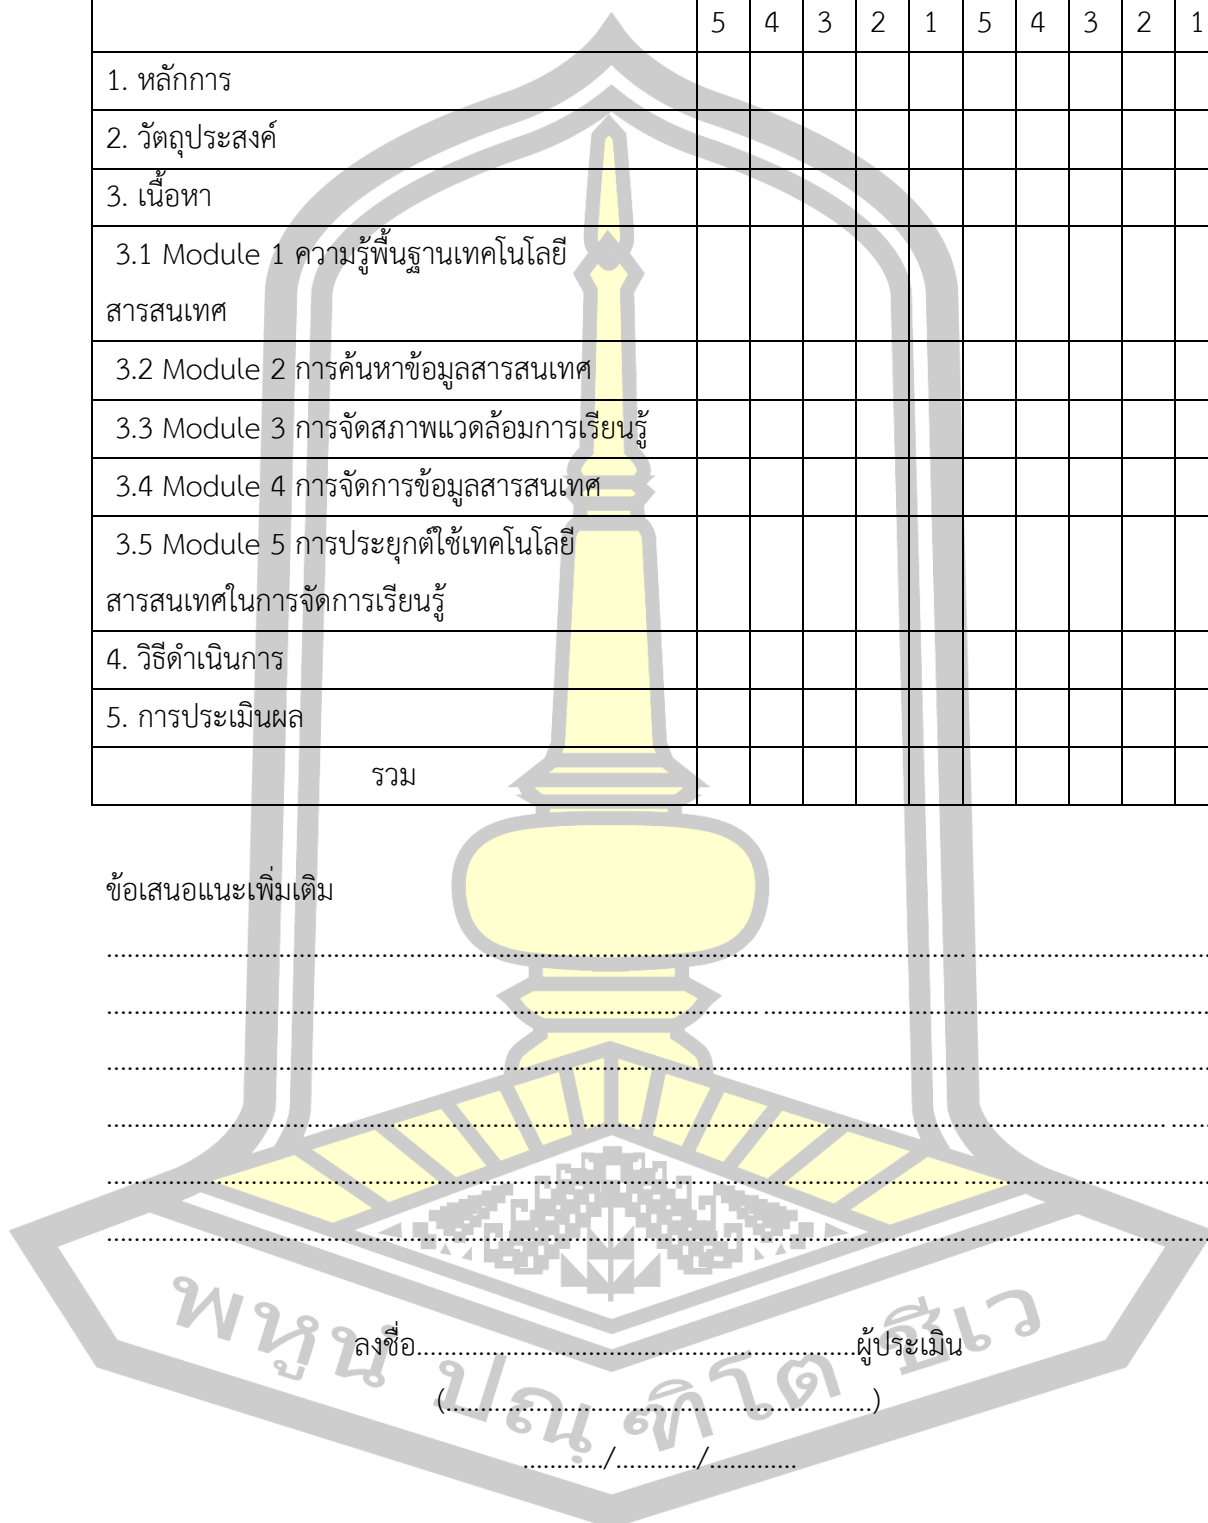 5 4 3 2 1 5 4 3 2 1
1. หลักการ
2. วัตถุประสงค์
3. เนื้อหา
3.1 Module 1 ความรู้พื้นฐานเทคโนโลยี
สารสนเทศ
3.2 Module 2 การค้นหาข้อมูลสารสนเทศ
3.3 Module 3 การจัดสภาพแวดล้อมการเรียนรู้
3.4 Module 4 การจัดการข้อมูลสารสนเทศ
3.5 Module 5 การประยุกต์ใช้เทคโนโลยี
สารสนเทศในการจัดการเรียนรู้
4. วิธีดำเนินการ
5. การประเมินผล
รวม
ข้อเสนอแนะเพิ่มเติม
ลงชื่อ................................................................ผู้ประเมิน
(..............................................................)
............/............/.............
พหูนํ ปณฺฑิโต ชีเว